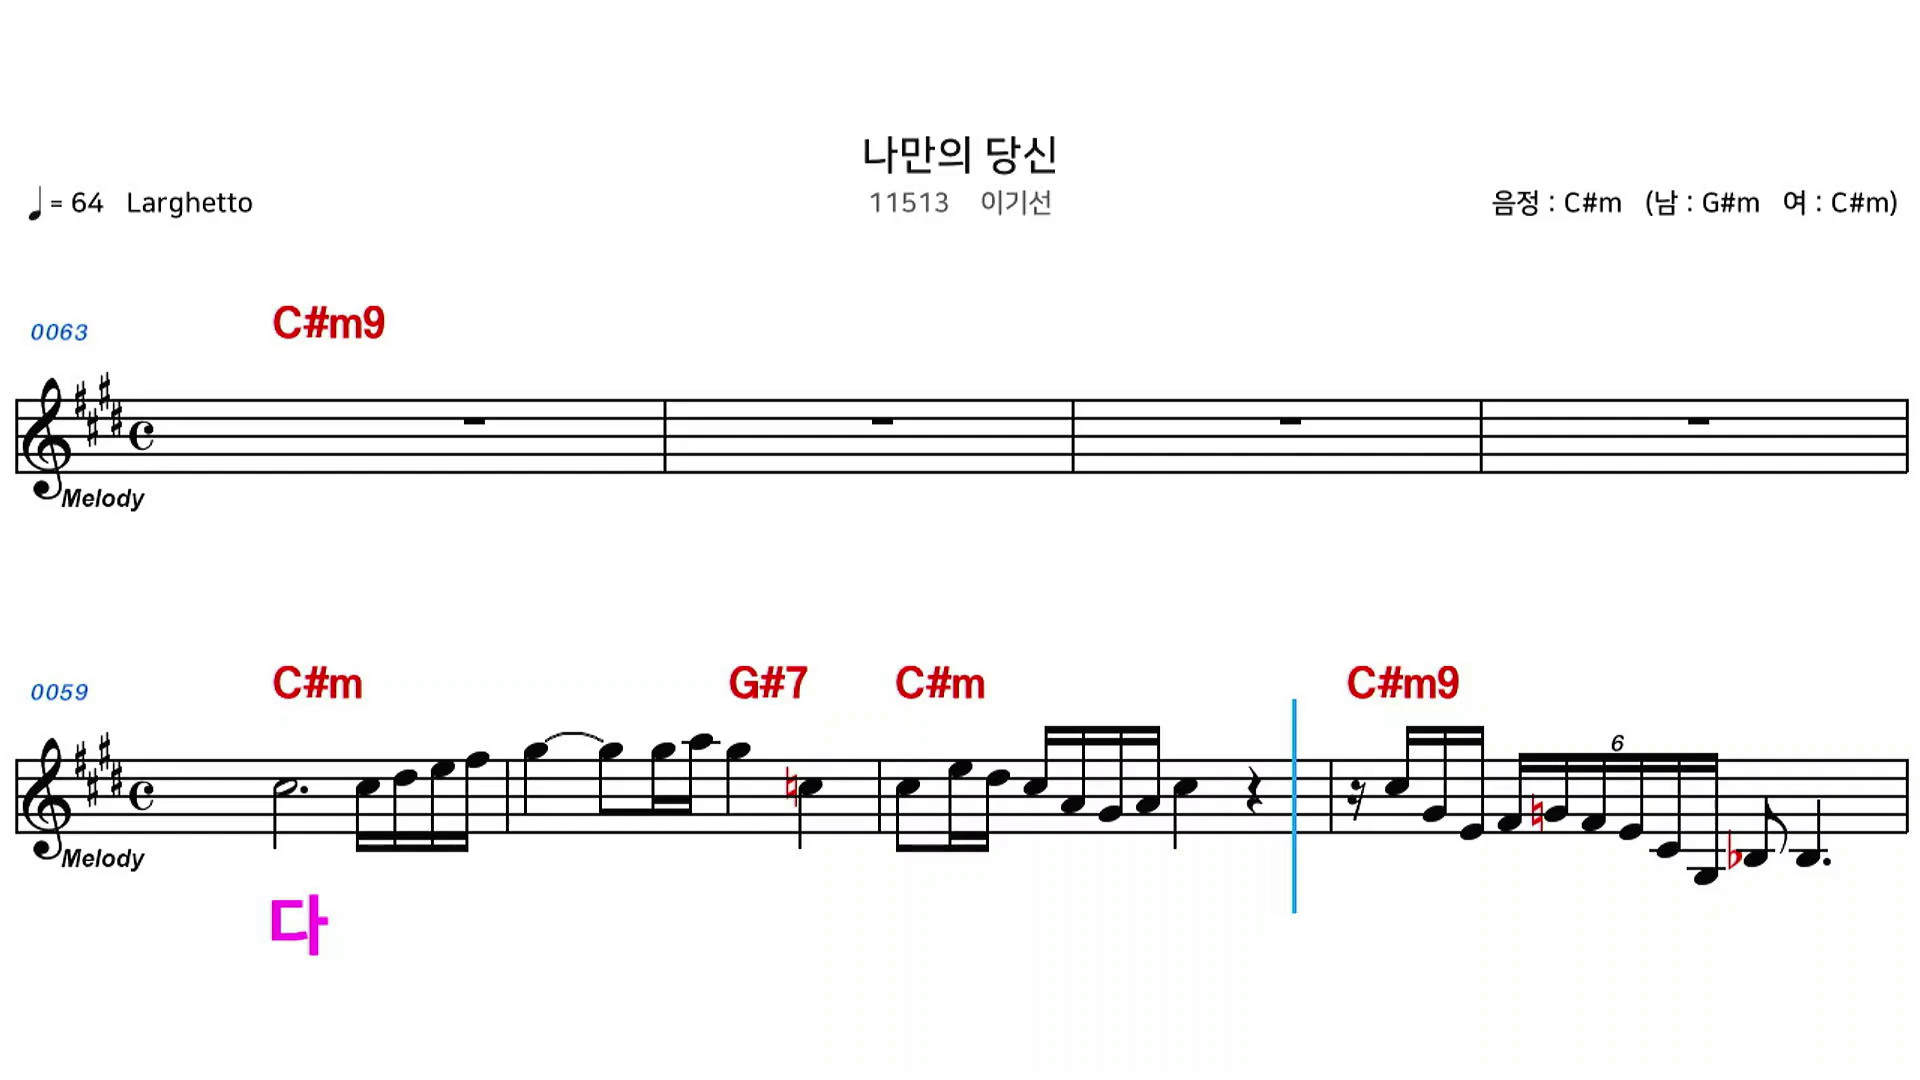 나만의 당신
♩= 64 Larghetto
11513 이기선
음정 : C#m (남 : G#m 여 : C#m)
0063
C#m9
Melody
0059
C#m G#7 C#m C#m9
6
Melody
다